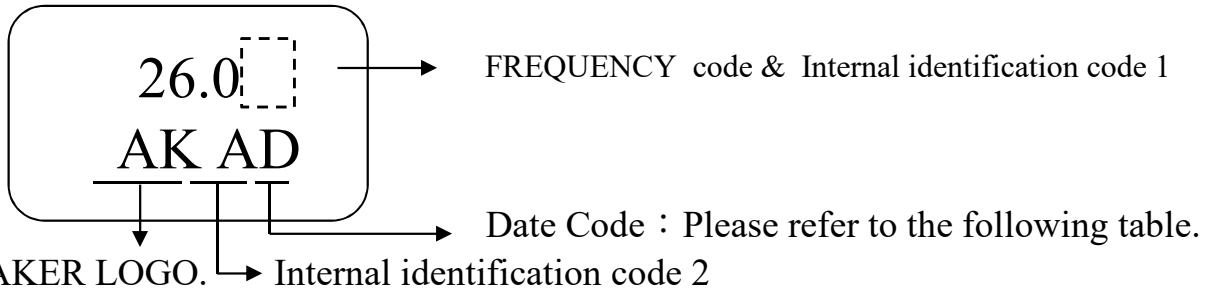 26.0
FREQUENCY code & Internal identification code 1
AK AD
Date Code：Please refer to the following table.
AKER LOGO.
Internal identification code 2